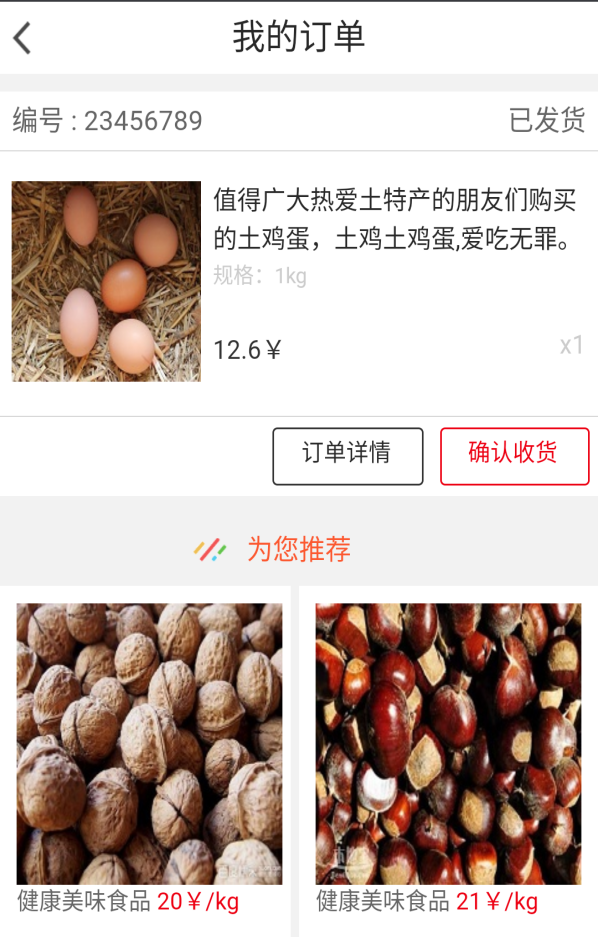 我的订单
编号 : 23456789
已发货
值得广大热爱土特产的朋友们购买
的土鸡蛋，土鸡土鸡蛋,爱吃无罪。
规格：1kg
12.6￥
x1
订单详情
确认收货
为您推荐
健康美味食品 20￥/kg
健康美味食品 21￥/kg